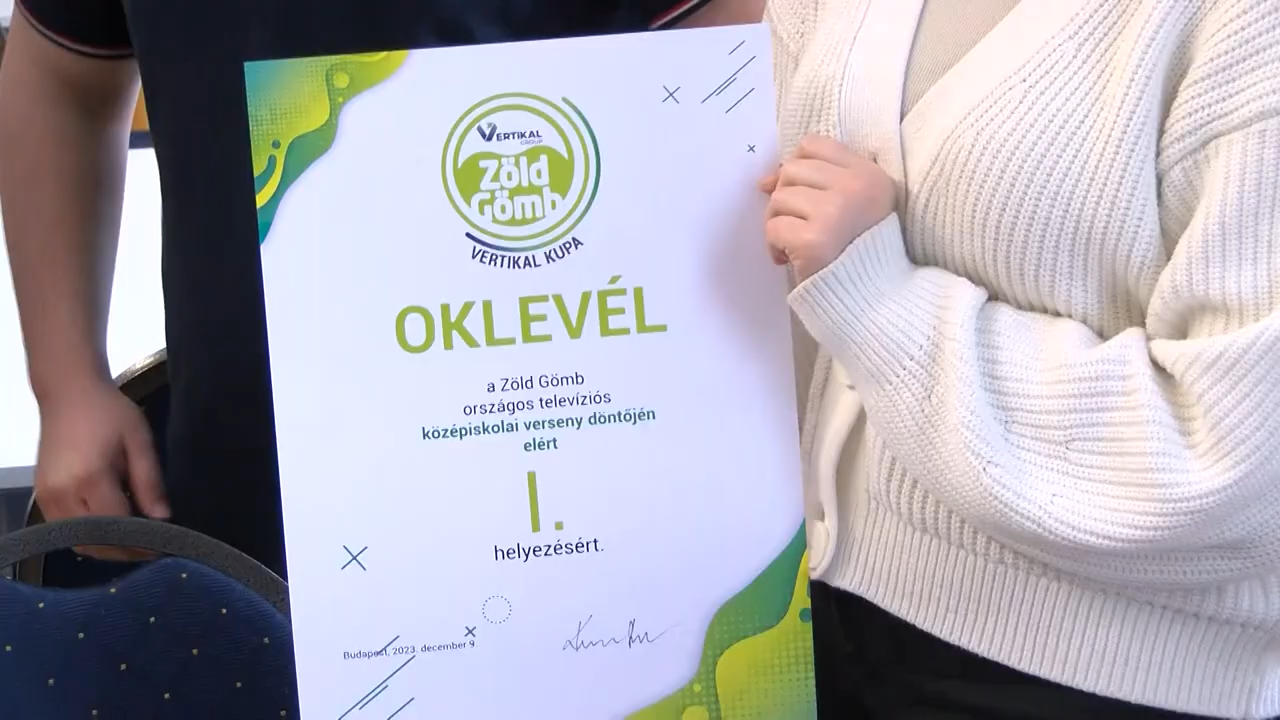 VERTIKAL
GROUP
Zöld
Gömb
VERTIKAL KUPA
OKLEVÉL
a Zöld Gömb
országos televíziós
középiskolai verseny döntőjén
elért
I.
helyezésért.
Budapest, 2023. december 9.